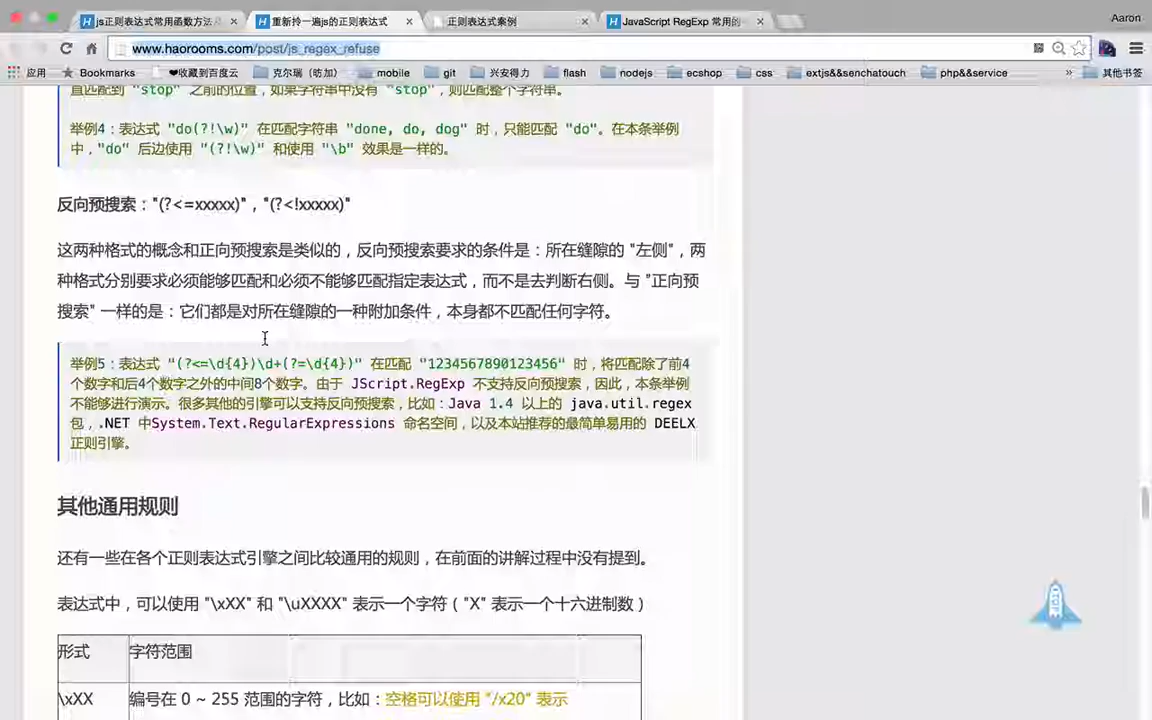 js正则表达式常用函数方法
重新拎一遍js的正则表达式
正则表达式案例
JavaScript RegExp 常用的
Aaron
www.haorooms.com/post/js_regex_refuse
应用 Bookmarks ❤收藏到百度云 克尔瑞（昉加） mobile git 兴安得力 flash nodejs ecshop css extjs&&senchatouch php&&service » 其他书签
直匹配到 "stop" 之前的位置，如果字符串中没有 "stop"，则匹配整个字符串。
举例4：表达式 "do(?!\w)" 在匹配字符串 "done, do, dog" 时，只能匹配 "do"。在本条举例
中，"do" 后边使用 "(?!\w)" 和使用 "\b" 效果是一样的。
反向预搜索："(?<=xxxxx)"，"(?<!xxxxx)"
这两种格式的概念和正向预搜索是类似的，反向预搜索要求的条件是：所在缝隙的 "左侧"，两
种格式分别要求必须能够匹配和必须不能够匹配指定表达式，而不是去判断右侧。与 "正向预
搜索" 一样的是：它们都是对所在缝隙的一种附加条件，本身都不匹配任何字符。
举例5：表达式 "(?<=\d{4})\d+(?=\d{4})" 在匹配 "1234567890123456" 时，将匹配除了前4
个数字和后4个数字之外的中间8个数字。由于 JScript.RegExp 不支持反向预搜索，因此，本条举例
不能够进行演示。很多其他的引擎可以支持反向预搜索，比如：Java 1.4 以上的 java.util.regex
包，.NET 中System.Text.RegularExpressions 命名空间，以及本站推荐的最简单易用的 DEELX
正则引擎。
其他通用规则
还有一些在各个正则表达式引擎之间比较通用的规则，在前面的讲解过程中没有提到。
表达式中，可以使用 "\xXX" 和 "\uXXXX" 表示一个字符（"X" 表示一个十六进制数）
形式 字符范围
\xXX 编号在 0 ~ 255 范围的字符，比如：空格可以使用 "/x20" 表示